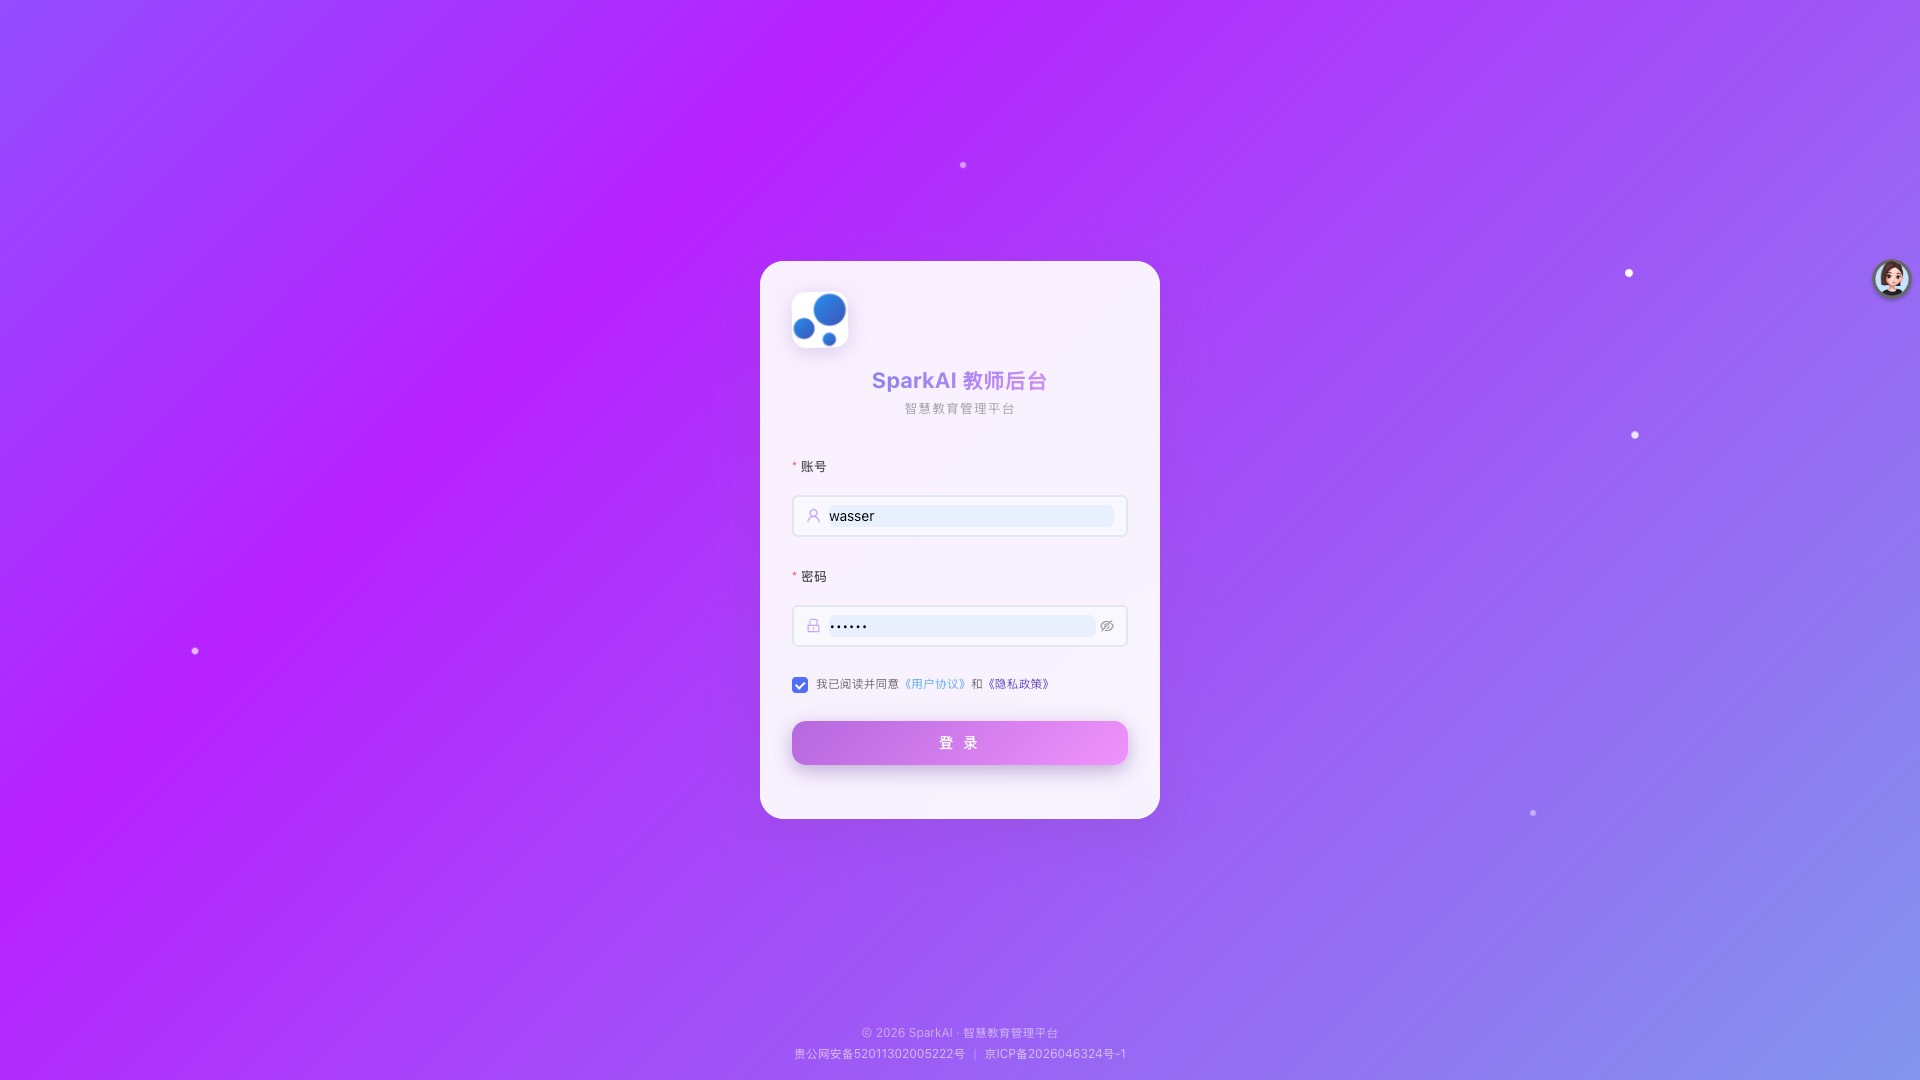 SparkAI 教师后台
智慧教育管理平台
* 账号
wasser
* 密码
••••••
我已阅读并同意《用户协议》和《隐私政策》
登 录
© 2026 SparkAI · 智慧教育管理平台
贵公网安备52011302005222号 | 京ICP备2026046324号-1